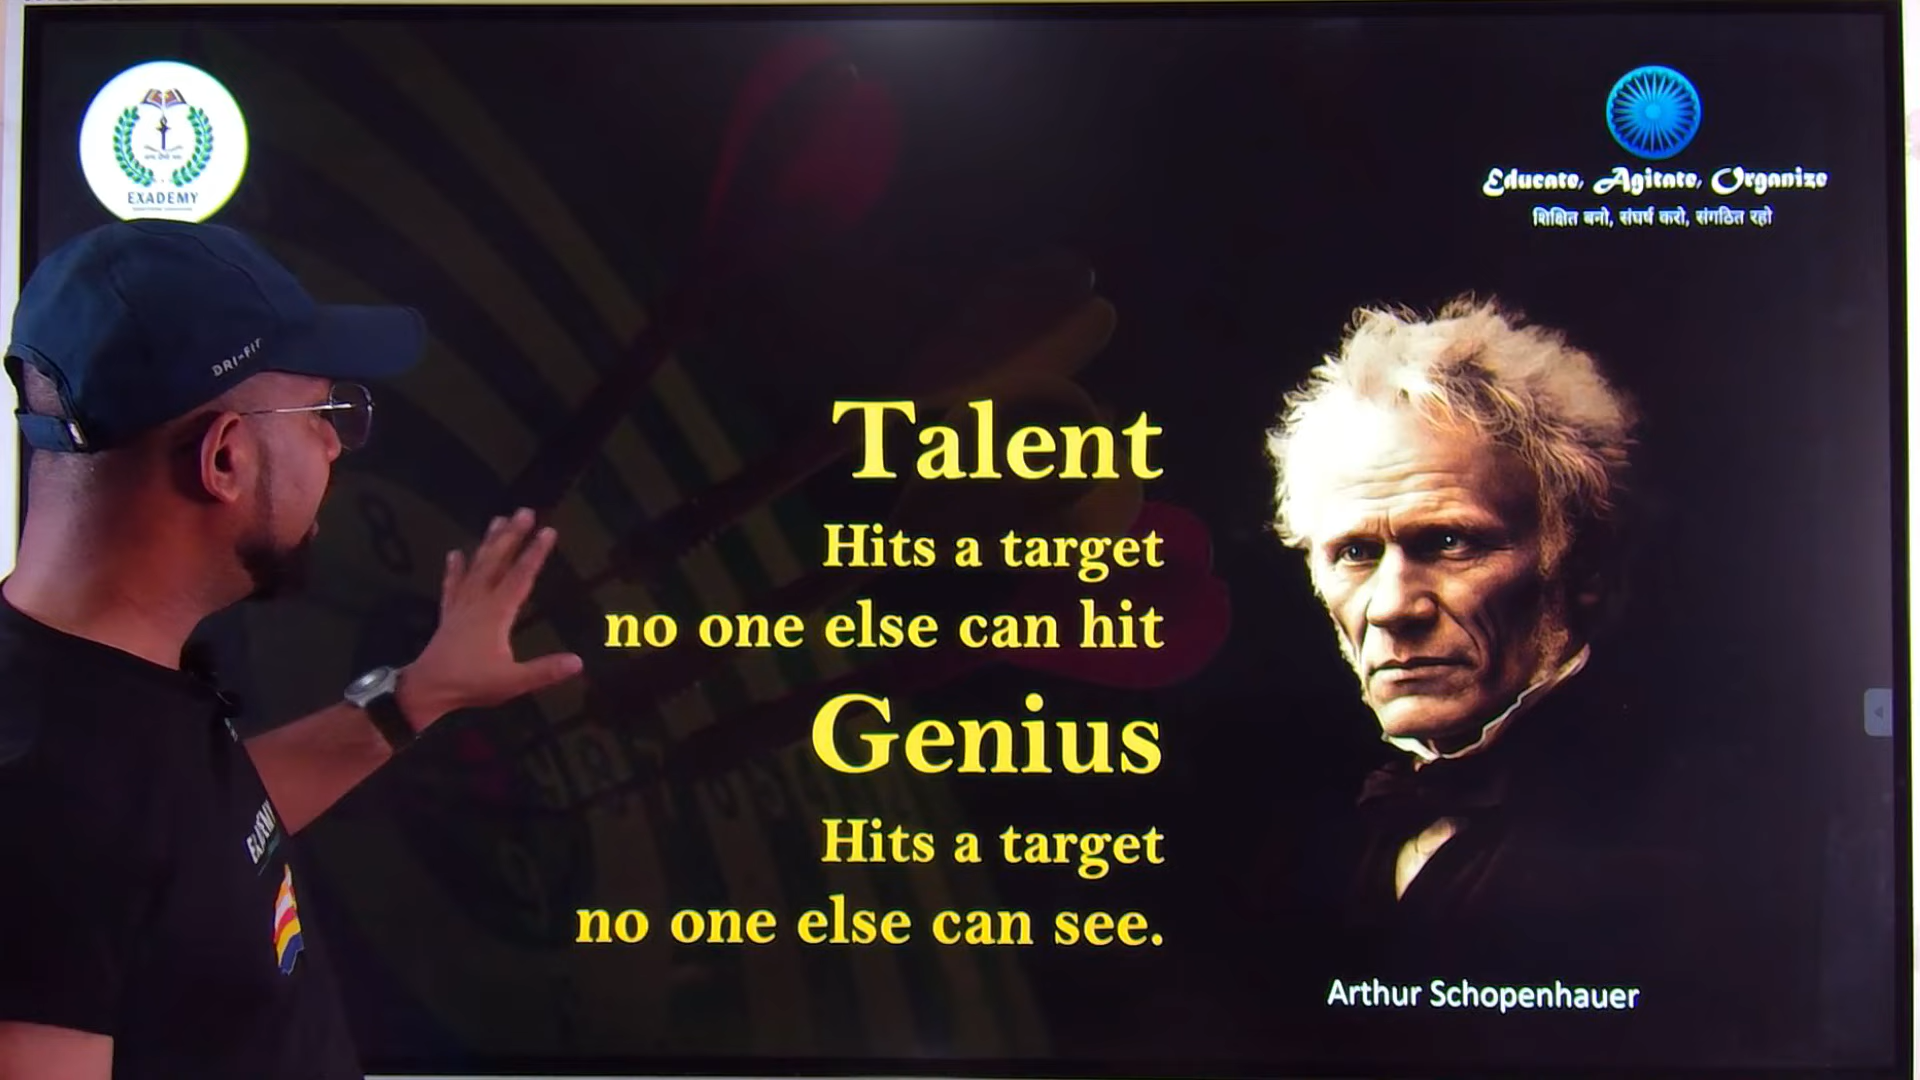 EXADEMY
Educate, Agitate, Organize
शिक्षित बनो, संघर्ष करो, संगठित रहो
DRI-FIT
Talent
Hits a target
no one else can hit
Genius
Hits a target
no one else can see.
Arthur Schopenhauer
EXADEMY